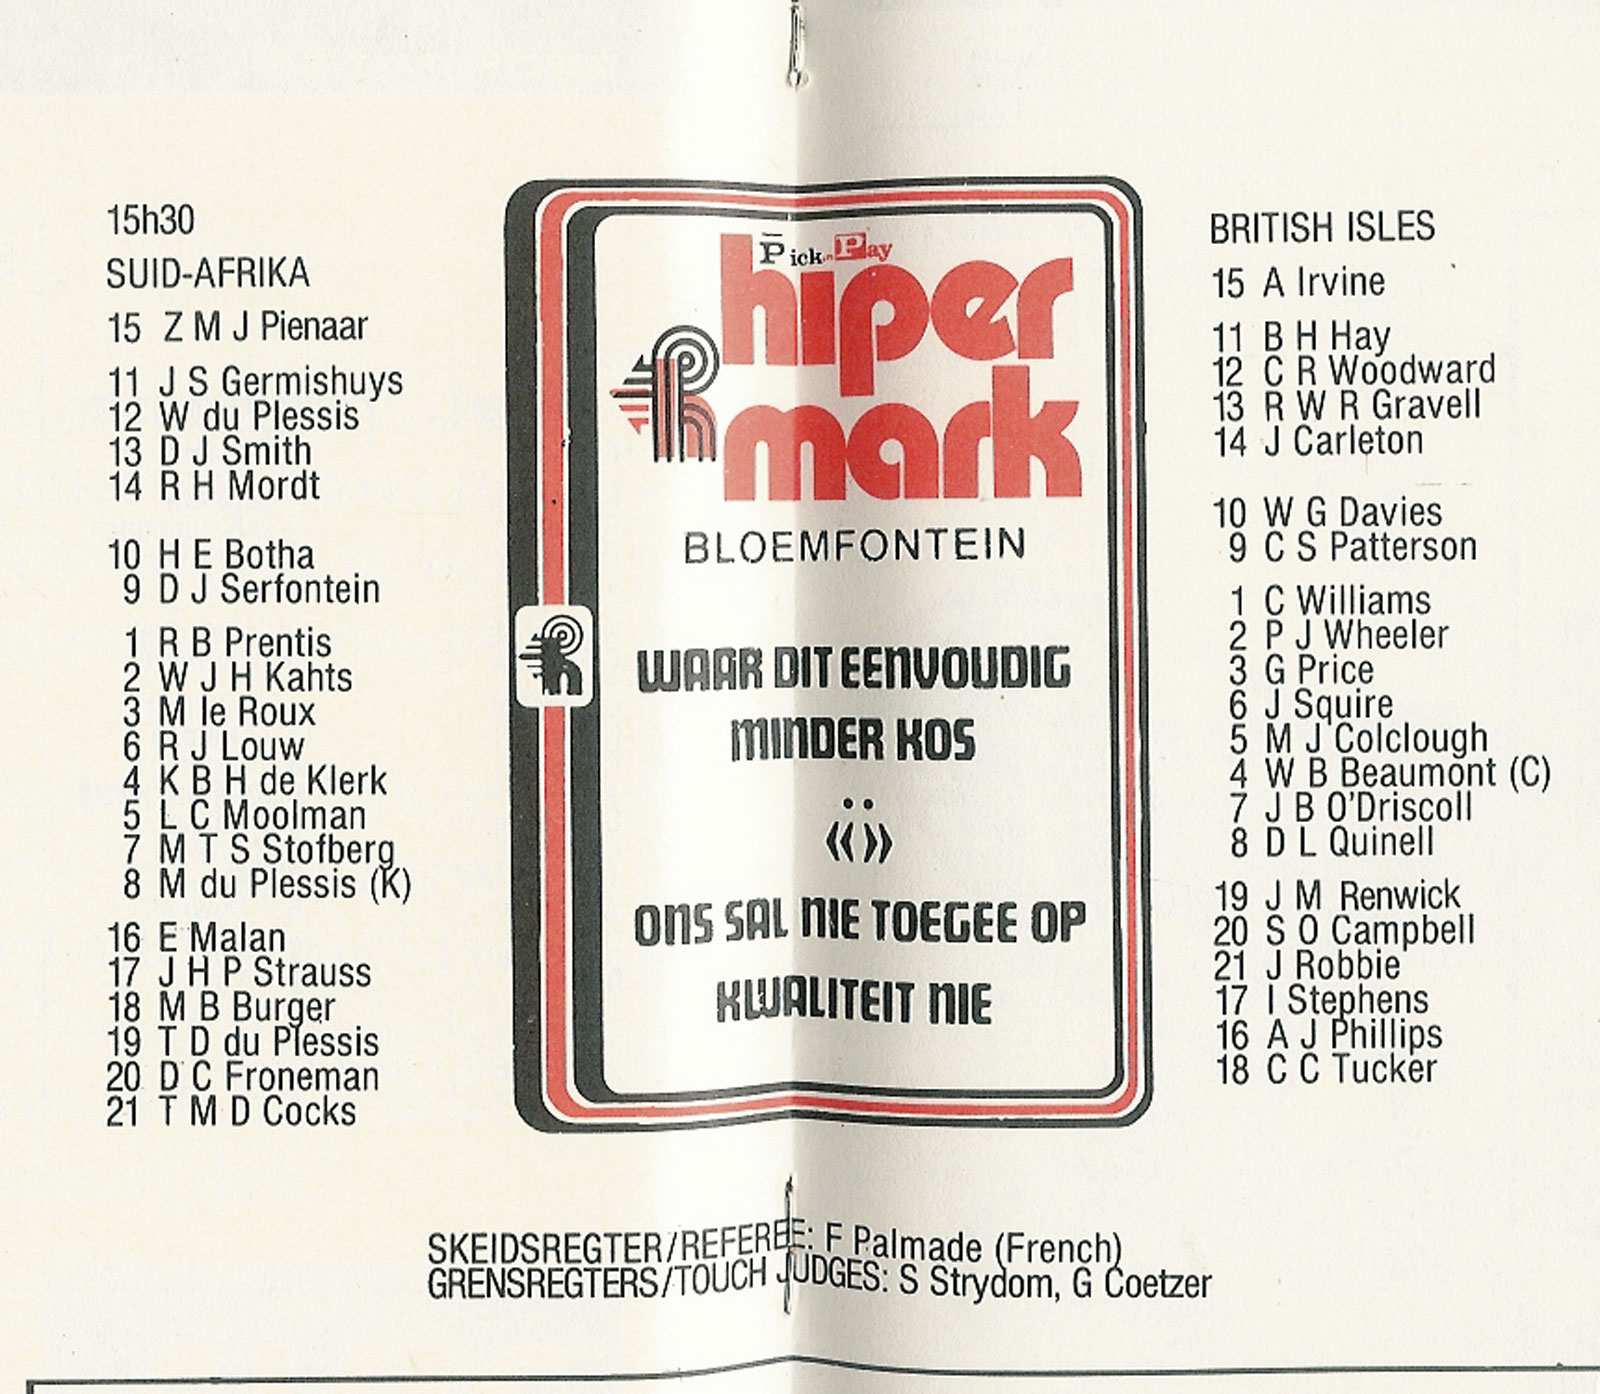 15h30
SUID-AFRIKA
15 Z M J Pienaar
11 J S Germishuys
12 W du Plessis
13 D J Smith
14 R H Mordt
10 H E Botha
9 D J Serfontein
1 R B Prentis
2 W J H Kahts
3 M le Roux
6 R J Louw
4 K B H de Klerk
5 L C Moolman
7 M T S Stofberg
8 M du Plessis (K)
16 E Malan
17 J H P Strauss
18 M B Burger
19 T D du Plessis
20 D C Froneman
21 T M D Cocks
Pick 'n Pay
hiper
mark
BLOEMFONTEIN
WAAR DIT EENVOUDIG
MINDER KOS
ONS SAL NIE TOEGEE OP
KWALITEIT NIE
BRITISH ISLES
15 A Irvine
11 B H Hay
12 C R Woodward
13 R W R Gravell
14 J Carleton
10 W G Davies
9 C S Patterson
1 C Williams
2 P J Wheeler
3 G Price
6 J Squire
5 M J Colclough
4 W B Beaumont (C)
7 J B O'Driscoll
8 D L Quinell
19 J M Renwick
20 S O Campbell
21 J Robbie
17 I Stephens
16 A J Phillips
18 C C Tucker
SKEIDSREGTER/REFEREE: F Palmade (French)
GRENSREGTERS/TOUCH JUDGES: S Strydom, G Coetzer